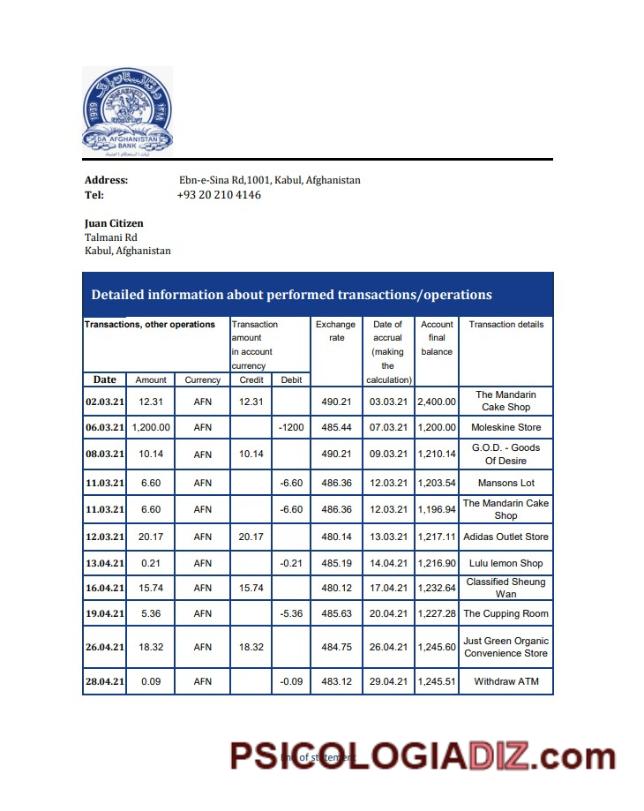 د افغانستان بانک
1939
١٣١٨
DA AFGHANISTAN
BANK
Address: Ebn-e-Sina Rd,1001, Kabul, Afghanistan
Tel: +93 20 210 4146
Juan Citizen
Talmani Rd
Kabul, Afghanistan
Detailed information about performed transactions/operations
Transactions, other operations
Transaction
amount
in account
currency
Exchange
rate
Date of
accrual
(making
the
calculation)
Account
final
balance
Transaction details
Date Amount Currency Credit Debit
02.03.21 12.31 AFN 12.31 490.21 03.03.21 2,400.00 The Mandarin
Cake Shop
06.03.21 1,200.00 AFN -1200 485.44 07.03.21 1,200.00 Moleskine Store
08.03.21 10.14 AFN 10.14 490.21 09.03.21 1,210.14 G.O.D. - Goods
Of Desire
11.03.21 6.60 AFN -6.60 486.36 12.03.21 1,203.54 Mansons Lot
11.03.21 6.60 AFN -6.60 486.36 12.03.21 1,196.94 The Mandarin Cake
Shop
12.03.21 20.17 AFN 20.17 480.14 13.03.21 1,217.11 Adidas Outlet Store
13.04.21 0.21 AFN -0.21 485.19 14.04.21 1,216.90 Lulu lemon Shop
16.04.21 15.74 AFN 15.74 480.12 17.04.21 1,232.64 Classified Sheung
Wan
19.04.21 5.36 AFN -5.36 485.63 20.04.21 1,227.28 The Cupping Room
26.04.21 18.32 AFN 18.32 484.75 26.04.21 1,245.60 Just Green Organic
Convenience Store
28.04.21 0.09 AFN -0.09 483.12 29.04.21 1,245.51 Withdraw ATM
End of statement
PSICOLOGIADIZ.com